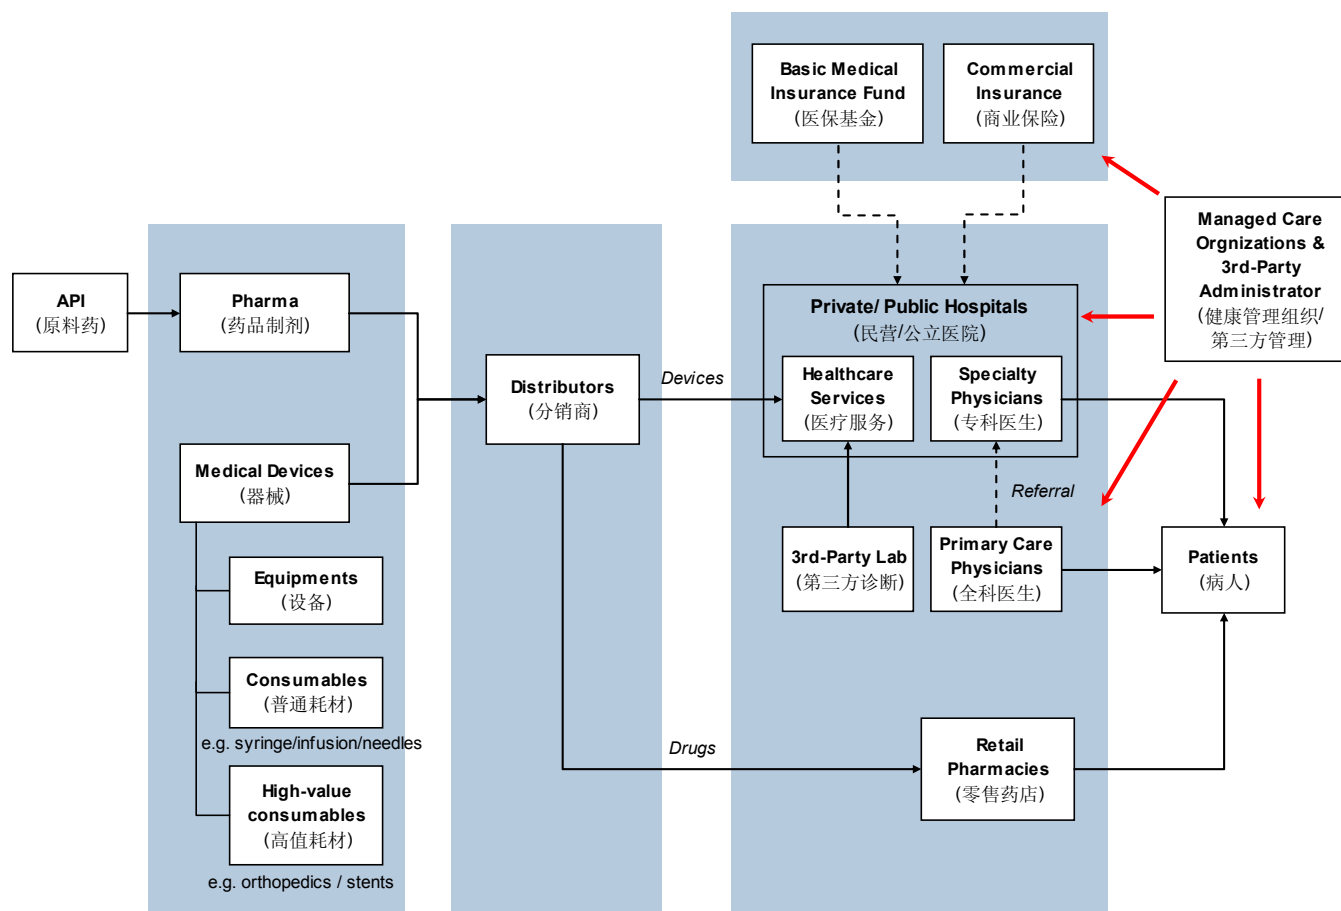 Basic Medical
Insurance Fund
(医保基金)
Commercial
Insurance
(商业保险)
Managed Care
Orgnizations &
3rd-Party
Administrator
(健康管理组织/
第三方管理)
API
(原料药)
Pharma
(药品制剂)
Private/ Public Hospitals
(民营/公立医院)
Distributors
(分销商)
Devices
Healthcare
Services
(医疗服务)
Specialty
Physicians
(专科医生)
Medical Devices
(器械)
Referral
Equipments
(设备)
3rd-Party Lab
(第三方诊断)
Primary Care
Physicians
(全科医生)
Patients
(病人)
Consumables
(普通耗材)
e.g. syringe/infusion/needles
Drugs
Retail
Pharmacies
(零售药店)
High-value
consumables
(高值耗材)
e.g. orthopedics / stents